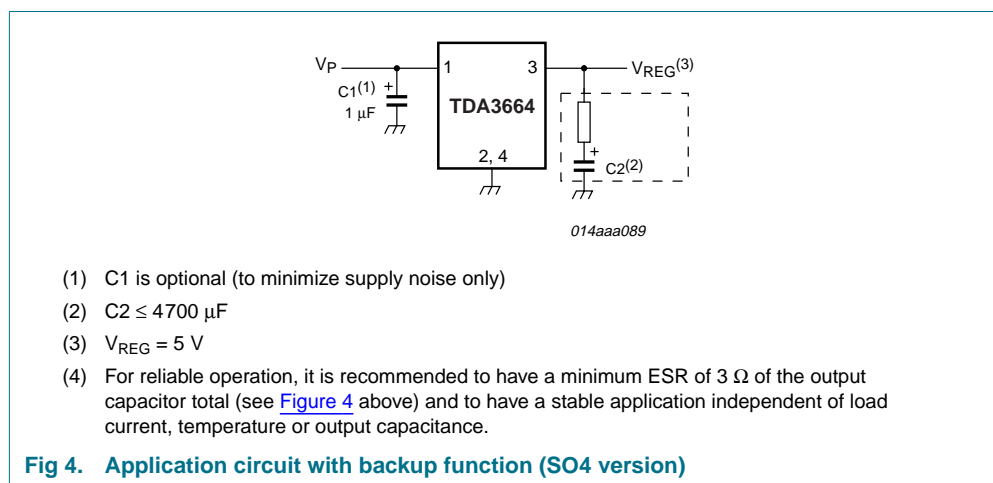 VP
1
3
VREG(3)
C1(1)
+
1 μF
TDA3664
2, 4
+
C2(2)
014aaa089
(1) C1 is optional (to minimize supply noise only)
(2) C2 ≤ 4700 μF
(3) VREG = 5 V
(4) For reliable operation, it is recommended to have a minimum ESR of 3 Ω of the output
capacitor total (see Figure 4 above) and to have a stable application independent of load
current, temperature or output capacitance.
Fig 4. Application circuit with backup function (SO4 version)